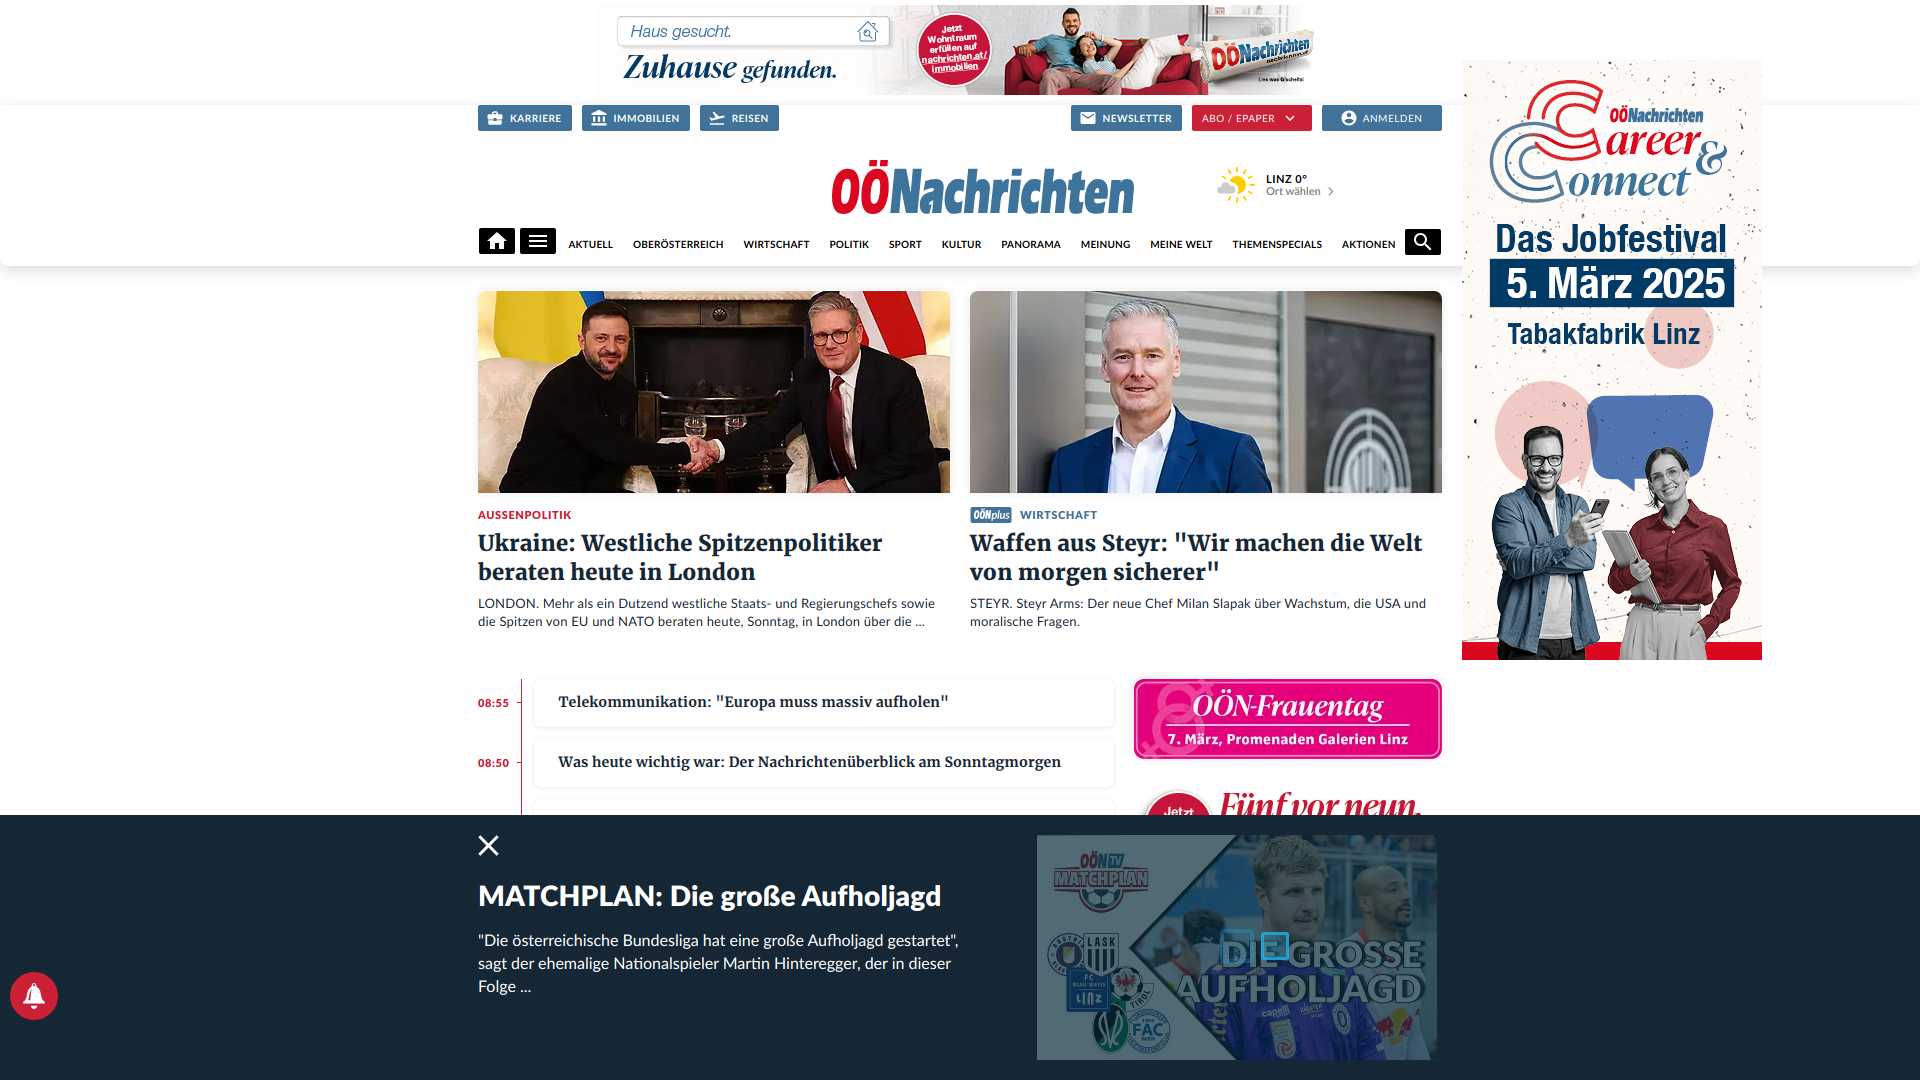 Haus gesucht.
Zuhause gefunden.
Jetzt
Wohntraum
erfüllen auf
nachrichten.at/
immobilien
OÖNachrichten
Lies was G'scheits!
KARRIERE
IMMOBILIEN
REISEN
NEWSLETTER
ABO / EPAPER
ANMELDEN
OÖNachrichten
LINZ 0°
Ort wählen
AKTUELL
OBERÖSTERREICH
WIRTSCHAFT
POLITIK
SPORT
KULTUR
PANORAMA
MEINUNG
MEINE WELT
THEMENSPECIALS
AKTIONEN
OÖNachrichten
Career &
Connect
Das Jobfestival
5. März 2025
Tabakfabrik Linz
AUSSENPOLITIK
Ukraine: Westliche Spitzenpolitiker
beraten heute in London
LONDON. Mehr als ein Dutzend westliche Staats- und Regierungschefs sowie
die Spitzen von EU und NATO beraten heute, Sonntag, in London über die ...
OÖNplus WIRTSCHAFT
Waffen aus Steyr: "Wir machen die Welt
von morgen sicherer"
STEYR. Steyr Arms: Der neue Chef Milan Slapak über Wachstum, die USA und
moralische Fragen.
08:55
Telekommunikation: "Europa muss massiv aufholen"
08:50
Was heute wichtig war: Der Nachrichtenüberblick am Sonntagmorgen
OÖN-Frauentag
7. März, Promenaden Galerien Linz
Jetzt
Fünf vor neun.
MATCHPLAN: Die große Aufholjagd
"Die österreichische Bundesliga hat eine große Aufholjagd gestartet",
sagt der ehemalige Nationalspieler Martin Hinteregger, der in dieser
Folge ...
OÖN TV
MATCHPLAN
LASK
FC
BLAU WEISS
LINZ
TIROL
FAC
DIE GROSSE
AUFHOLJAGD
capelli